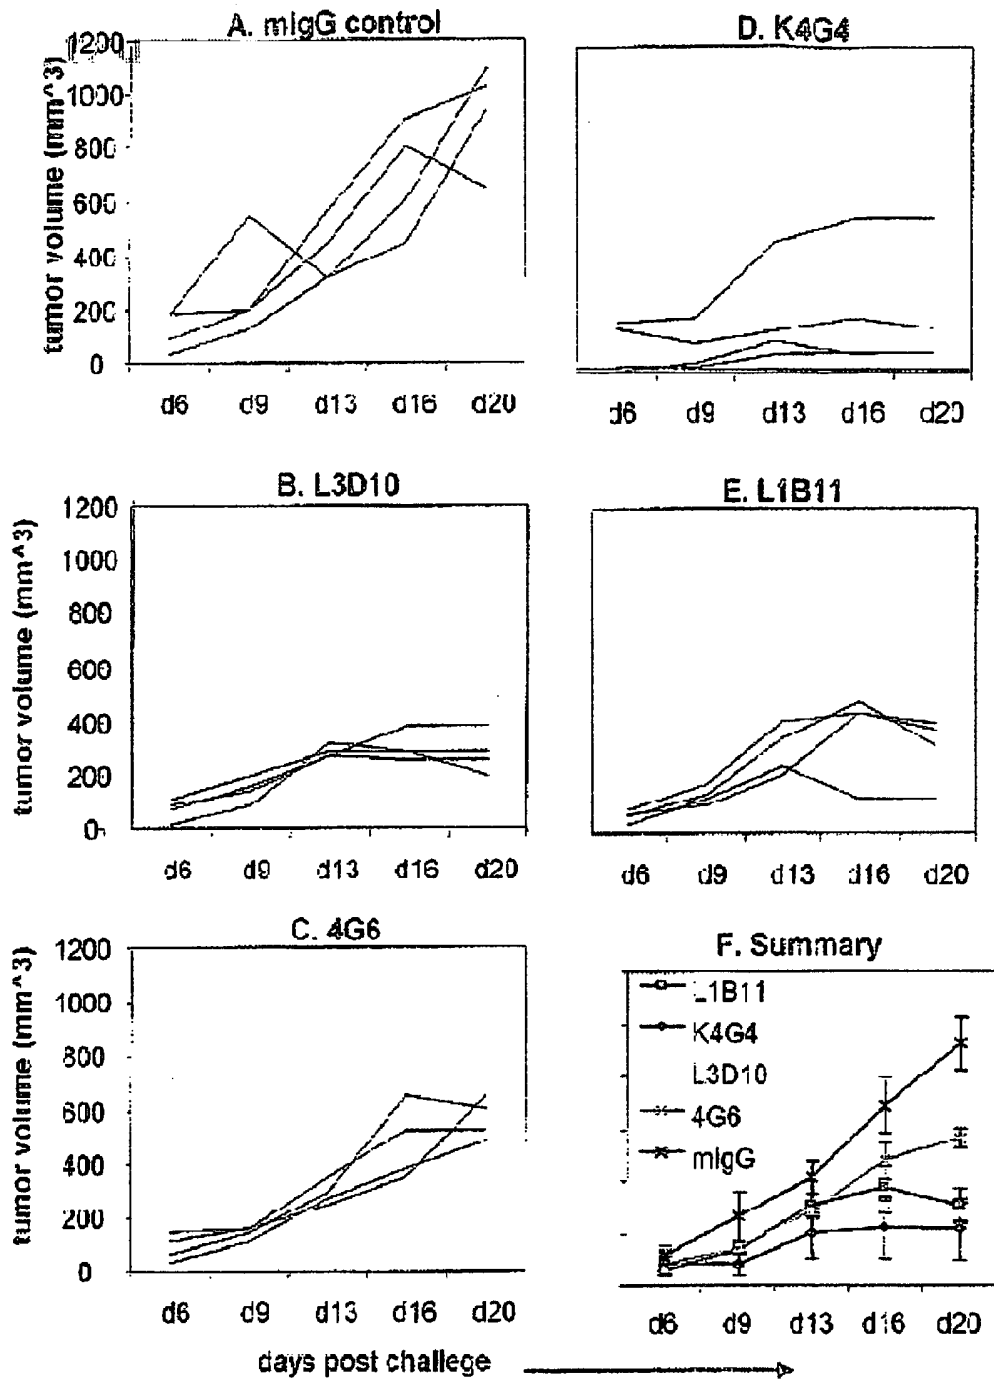 A. mIgG control
tumor volume (mm^3)
1200
1000
800
600
400
200
0
d6 d9 d13 d16 d20
D. K4G4
d6 d9 d13 d16 d20
B. L3D10
tumor volume (mm^3)
1200
1000
800
600
400
200
0
d6 d9 d13 d16 d20
E. L1B11
d6 d9 d13 d16 d20
C. 4G6
tumor volume (mm^3)
1200
1000
800
600
400
200
0
d6 d9 d13 d16 d20
F. Summary
L1B11
K4G4
L3D10
4G6
mIgG
d6 d9 d13 d16 d20
days post challege